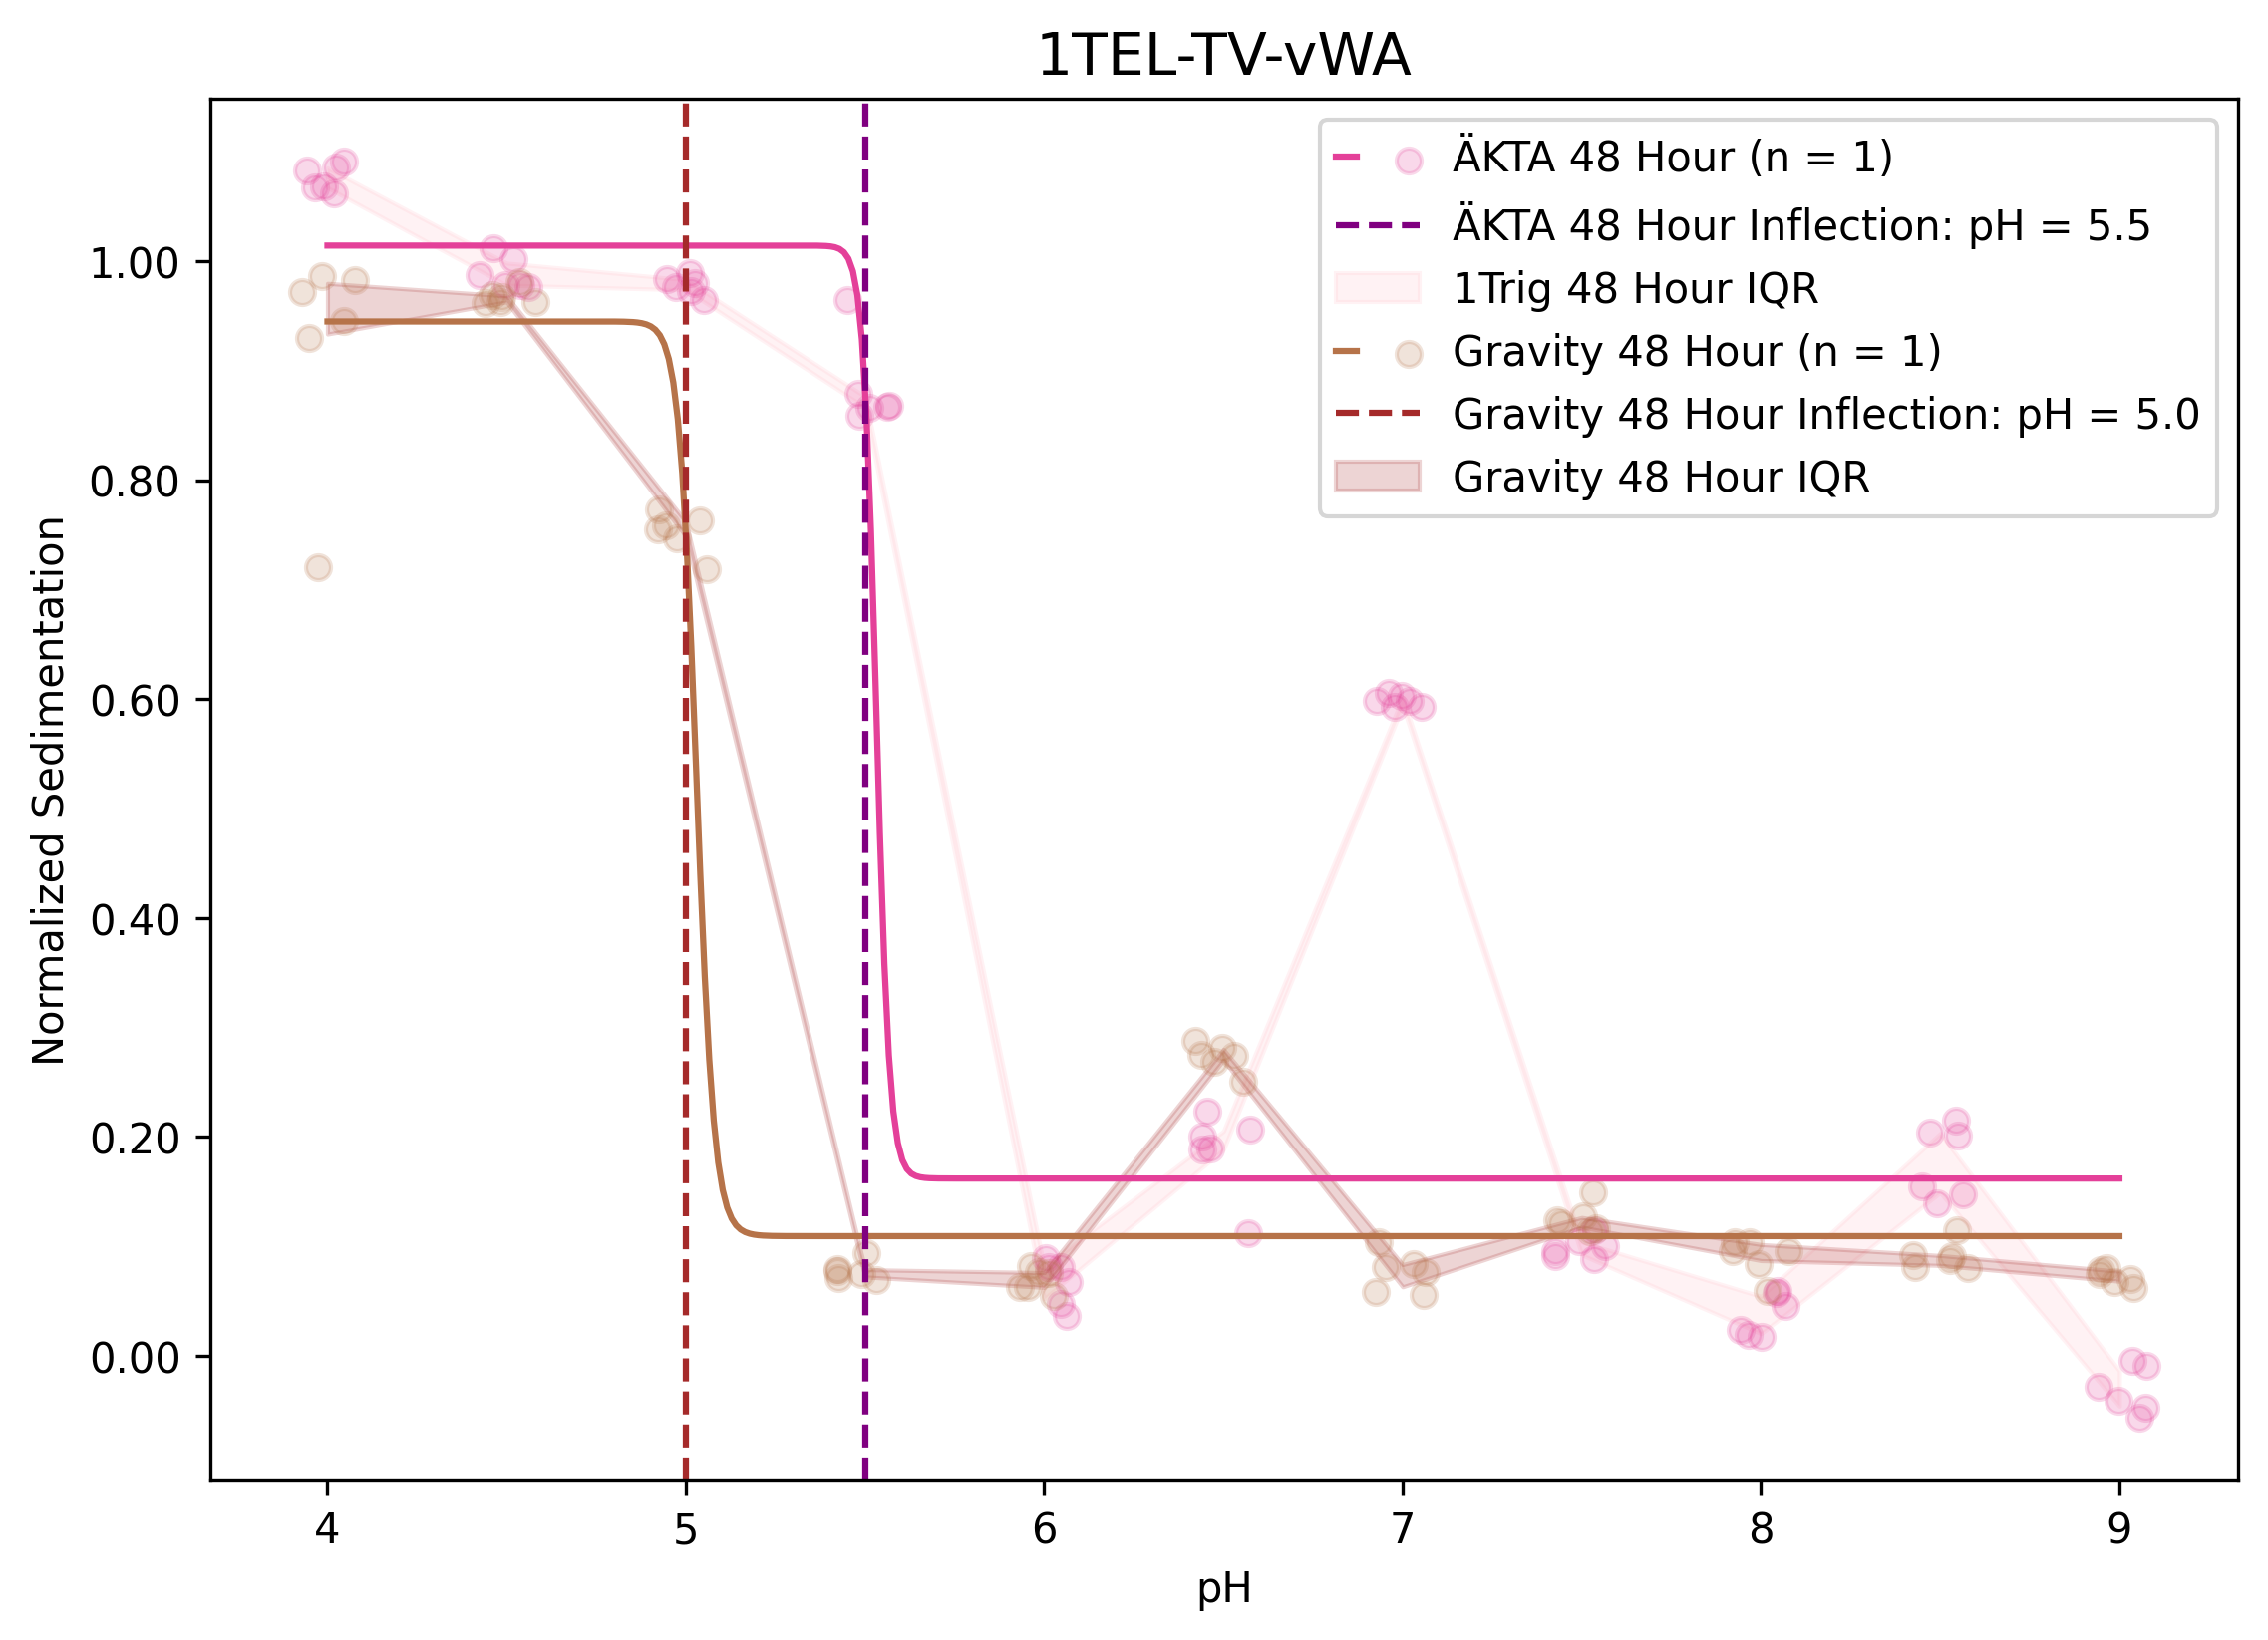 1TEL-TV-vWA
ÄKTA 48 Hour (n = 1)
ÄKTA 48 Hour Inflection: pH = 5.5
1Trig 48 Hour IQR
Gravity 48 Hour (n = 1)
Gravity 48 Hour Inflection: pH = 5.0
Gravity 48 Hour IQR
Normalized Sedimentation
1.00
0.80
0.60
0.40
0.20
0.00
4 5 6 7 8 9
pH